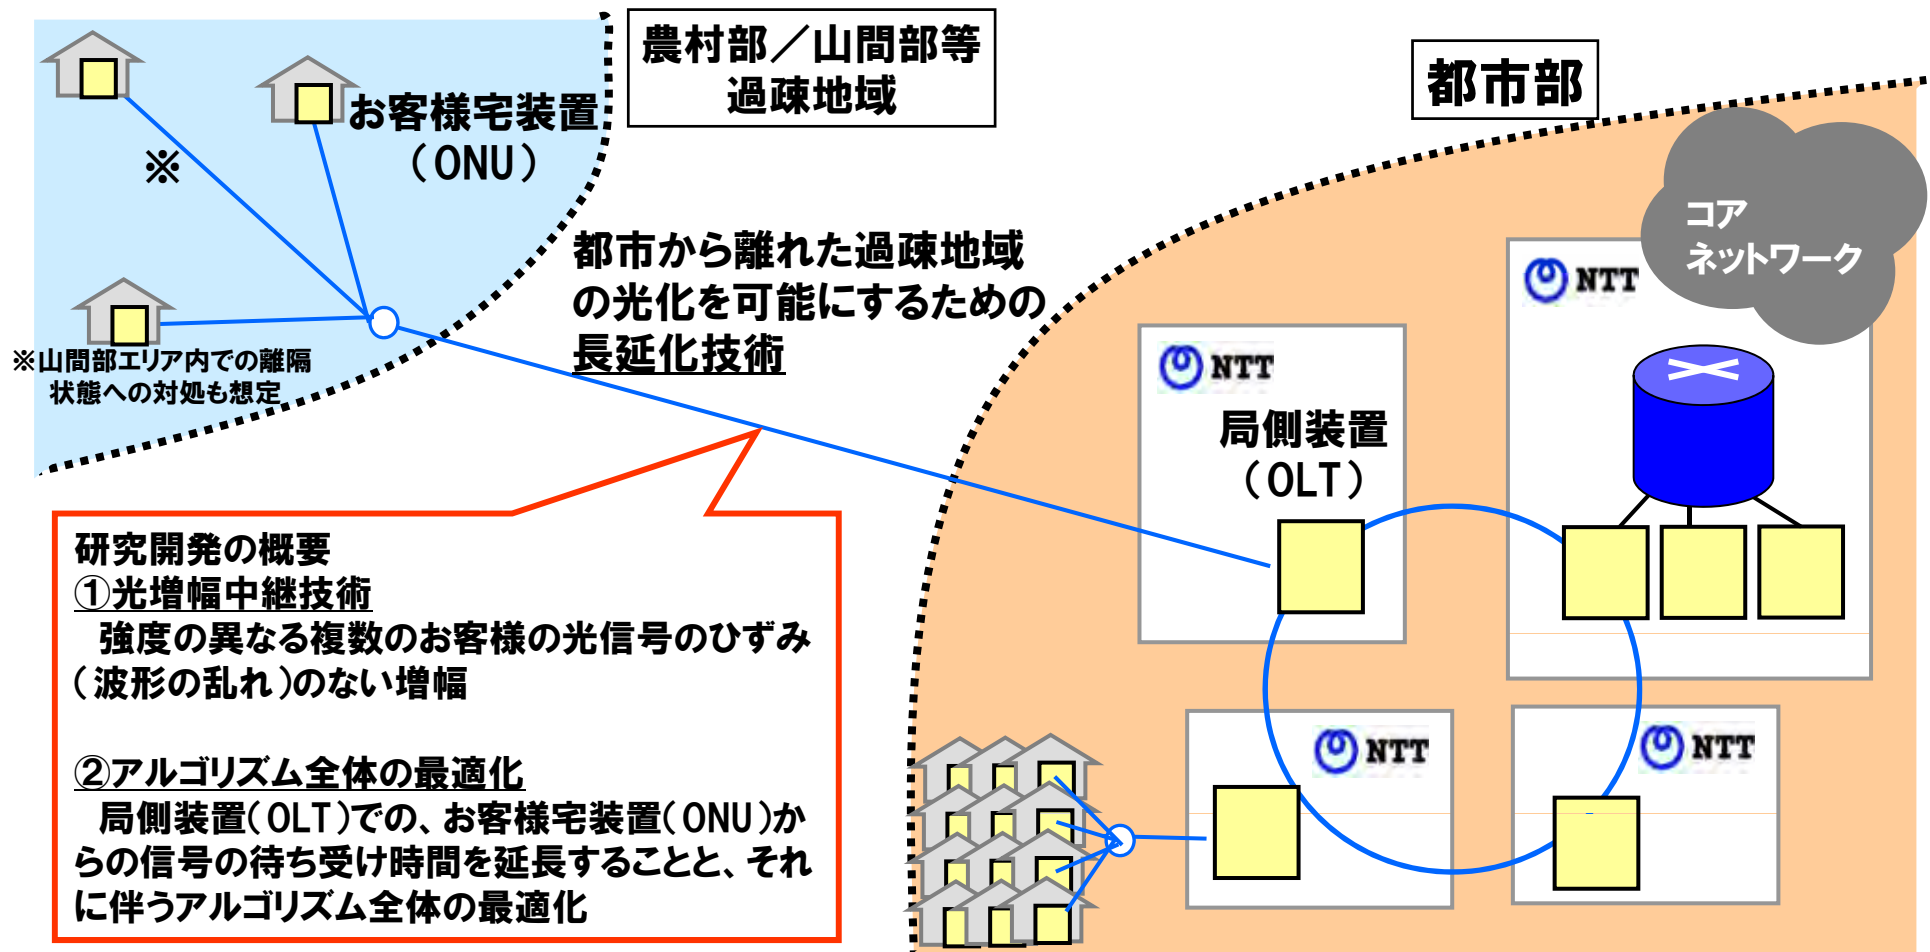 農村部／山間部等
過疎地域
都市部
お客様宅装置
（ONU）
※
※山間部エリア内での離隔
状態への対処も想定
都市から離れた過疎地域
の光化を可能にするための
長延化技術
コア
ネットワーク
NTT
NTT
局側装置
（OLT）
研究開発の概要
①光増幅中継技術
強度の異なる複数のお客様の光信号のひずみ
（波形の乱れ）のない増幅
②アルゴリズム全体の最適化
局側装置（OLT）での、お客様宅装置（ONU）か
らの信号の待ち受け時間を延長することと、それ
に伴うアルゴリズム全体の最適化
NTT
NTT